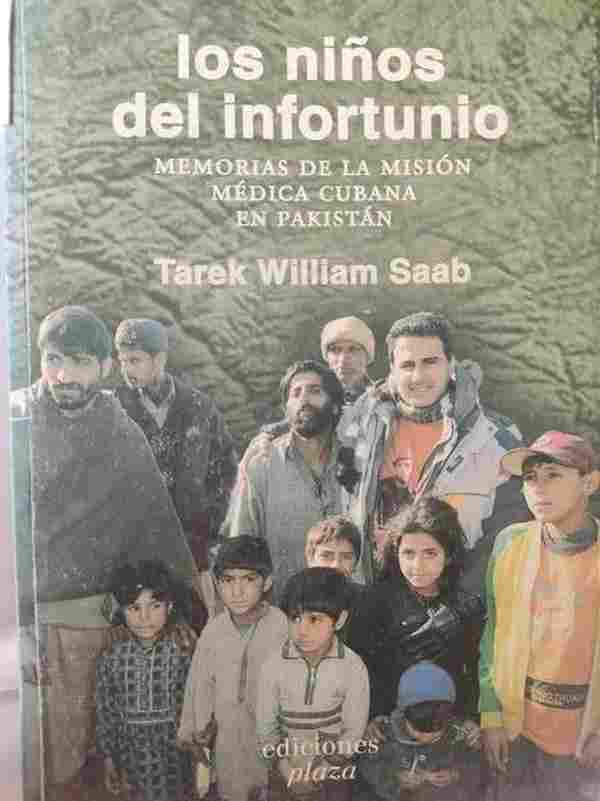 los niños
del infortunio
MEMORIAS DE LA MISIÓN
MÉDICA CUBANA
EN PAKISTÁN
Tarek William Saab
ediciones
plaza